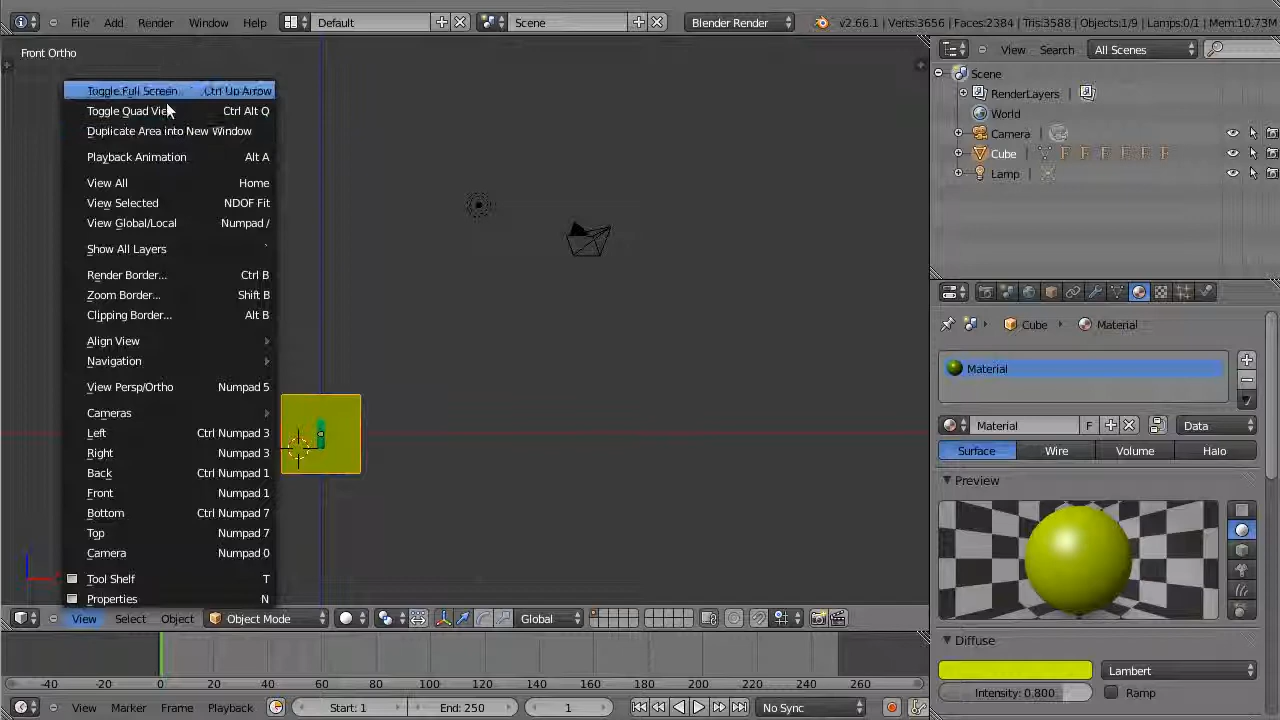 File Add Render Window Help Default Scene Blender Render v2.66.1 | Verts:3656 | Faces:2384 | Tris:3588 | Objects:1/9 | Lamps:0/1 | Mem:10.73M
Front Ortho
View Search All Scenes
Scene
RenderLayers |
World
Camera |
Cube |
Lamp |
Toggle Full Screen Ctrl Up Arrow
Toggle Quad View Ctrl Alt Q
Duplicate Area into New Window
Playback Animation Alt A
View All Home
View Selected NDOF Fit
View Global/Local Numpad /
Show All Layers `
Render Border... Ctrl B
Zoom Border... Shift B
Clipping Border... Alt B
Align View
Navigation
View Persp/Ortho Numpad 5
Cameras
Left Ctrl Numpad 3
Right Numpad 3
Back Ctrl Numpad 1
Front Numpad 1
Bottom Ctrl Numpad 7
Top Numpad 7
Camera Numpad 0
Tool Shelf T
Properties N
Cube Material
Material
Material F Data
Surface Wire Volume Halo
Preview
Diffuse
Lambert
Intensity: 0.800 Ramp
View Select Object Object Mode Global
-40 -20 0 20 40 60 80 100 120 140 160 180 200 220 240 260
View Marker Frame Playback Start: 1 End: 250 1 No Sync